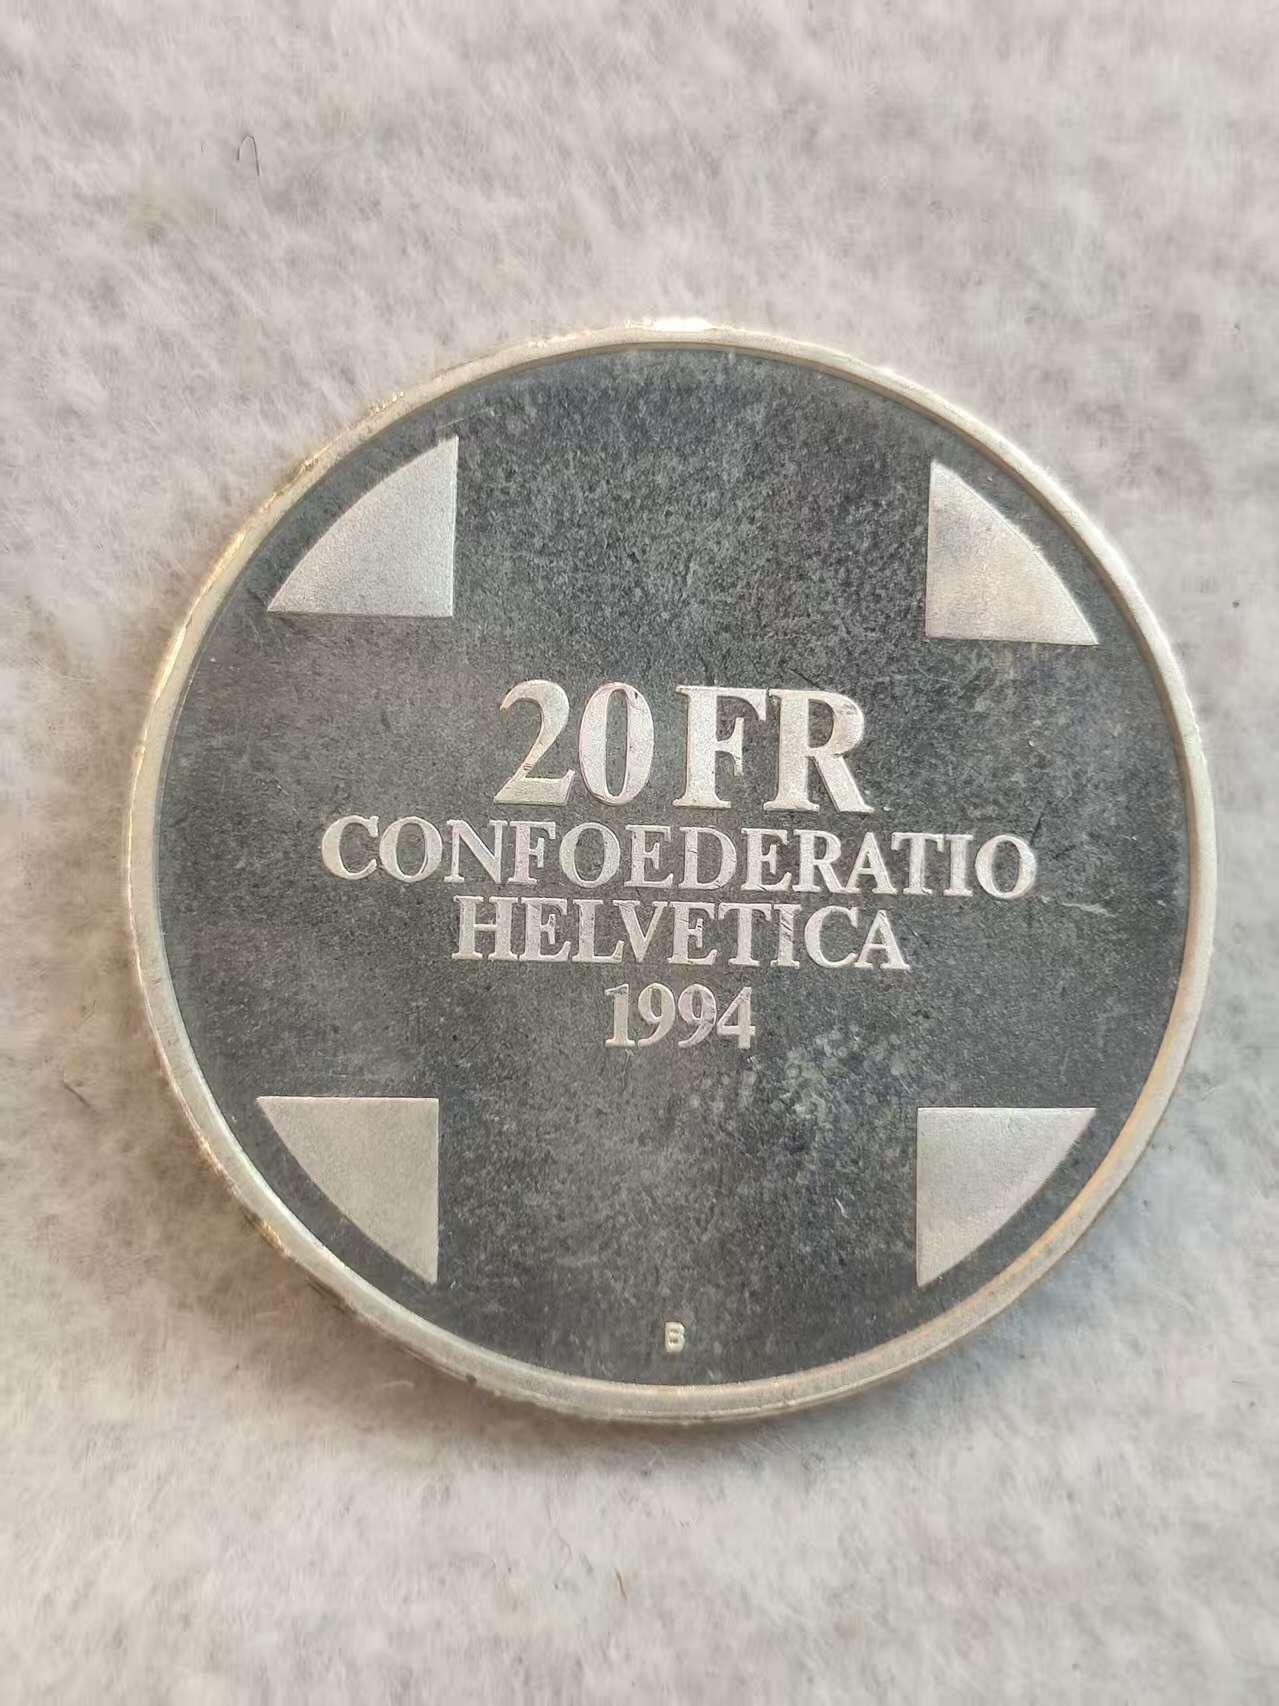 20 FR
CONFOEDERATIO
HELVETICA
1994
B